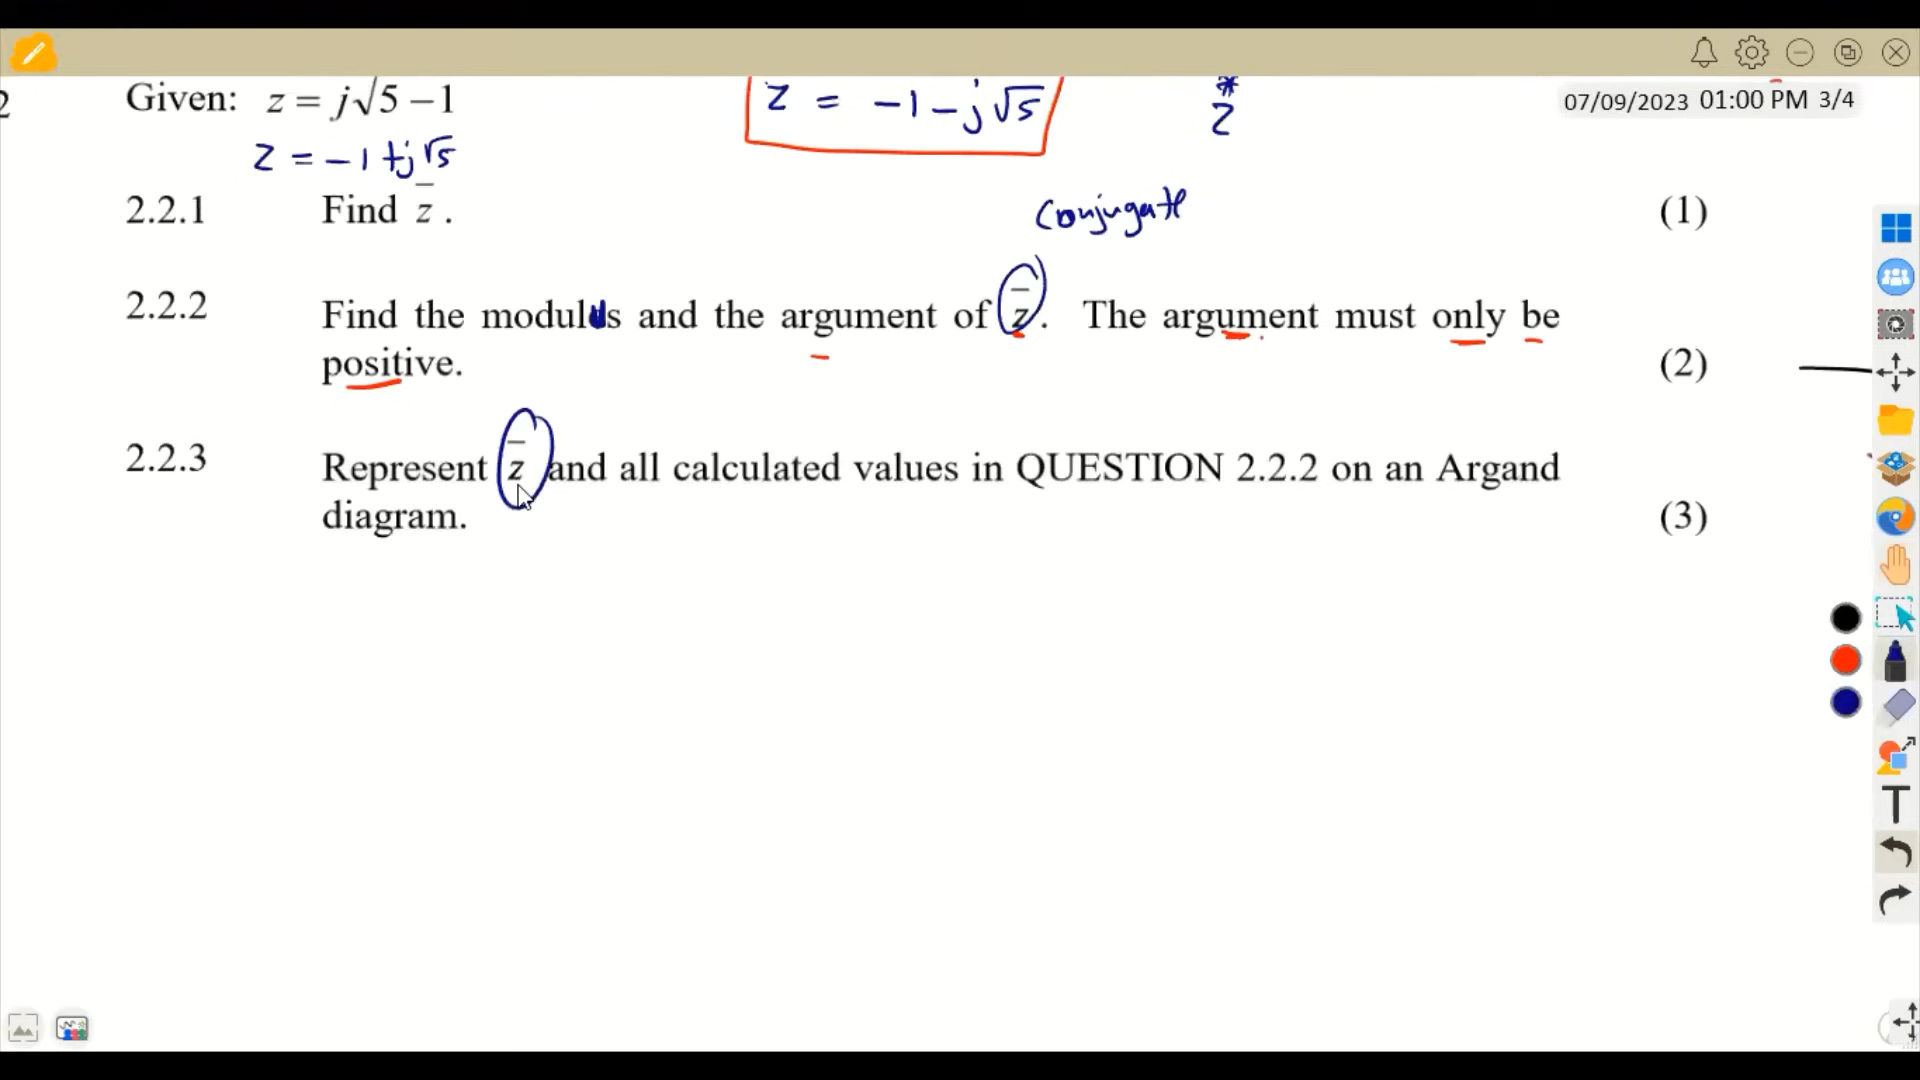 Given: z = j√5 − 1
z = −1 − j√5
*
z
07/09/2023 01:00 PM 3/4
2
z = −1 + j√5
2.2.1 Find z̅ . (1)
Conjugate
2.2.2 Find the modulus and the argument of z̅ . The argument must only be
positive. (2)
2.2.3 Represent z̅ and all calculated values in QUESTION 2.2.2 on an Argand
diagram. (3)
T